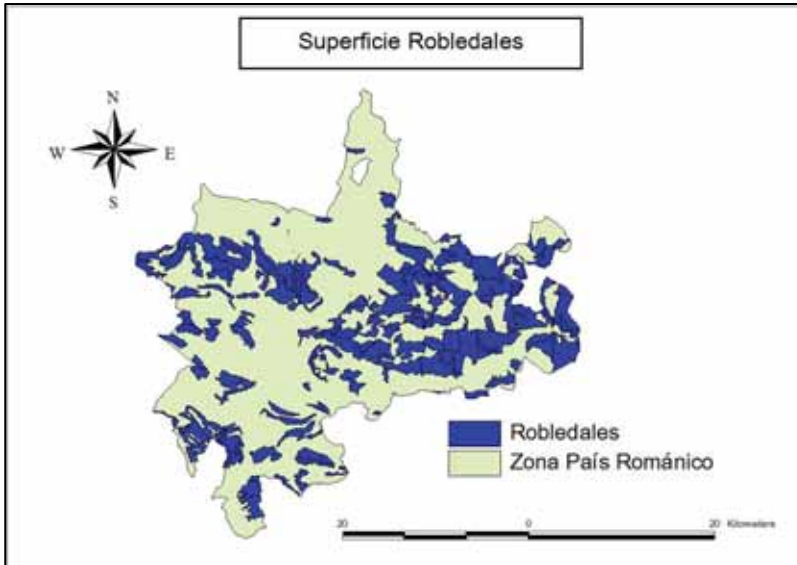 Superficie Robledales
N
W E
S
Robledales
Zona País Románico
20 0 20 Kilometers